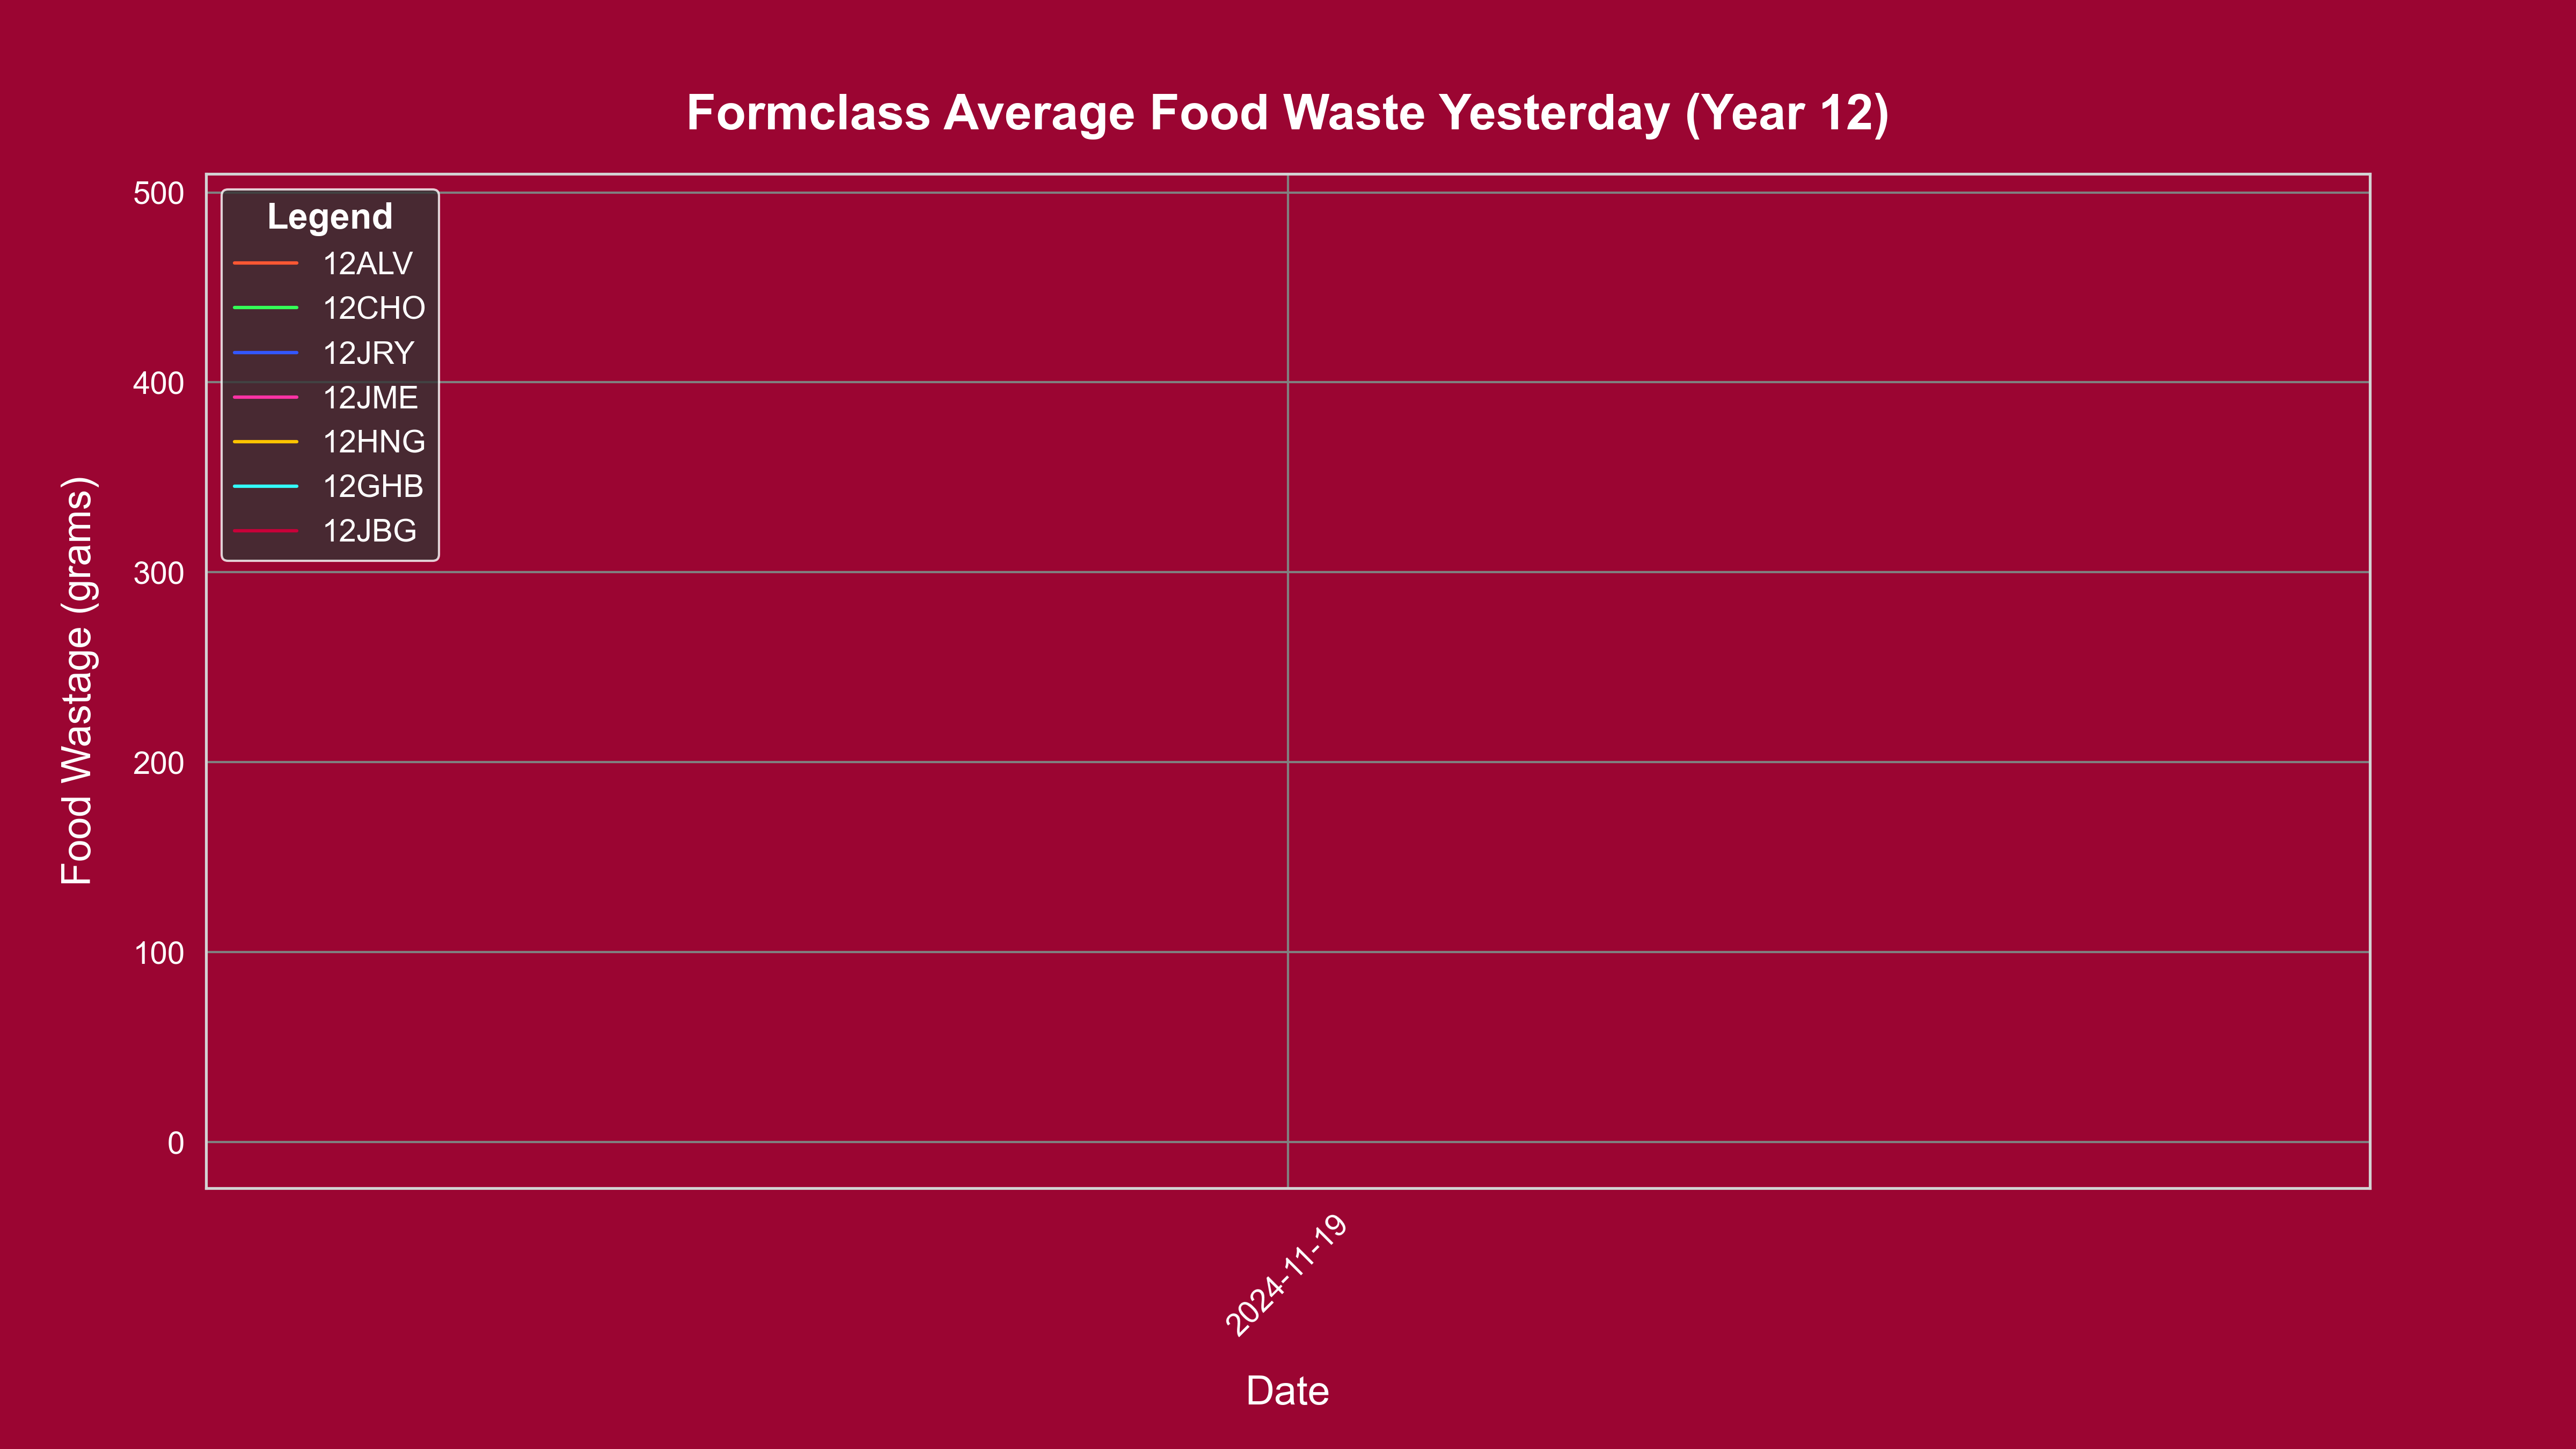 Formclass Average Food Waste Yesterday (Year 12)
Legend
12ALV
12CHO
12JRY
12JME
12HNG
12GHB
12JBG
500
400
300
200
100
0
Food Wastage (grams)
2024-11-19
Date